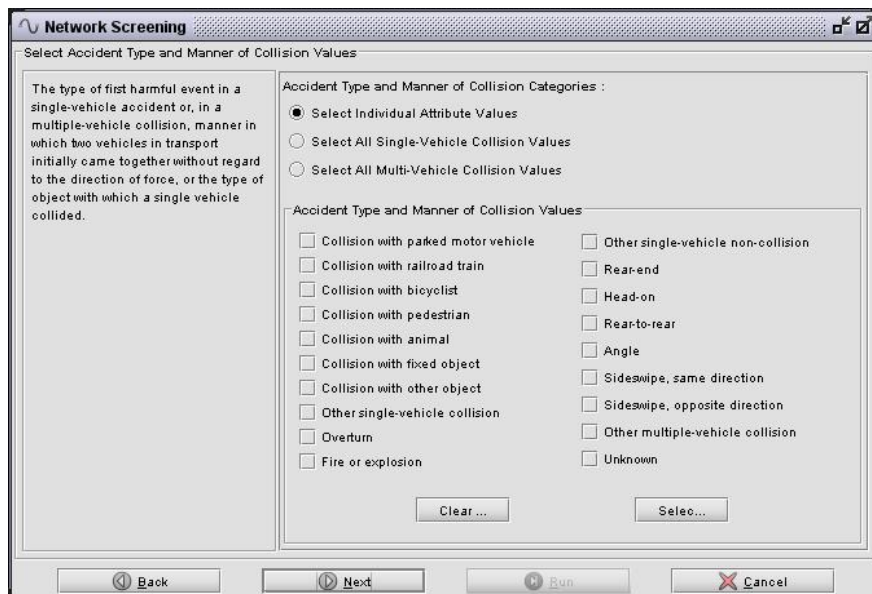 Network Screening
Select Accident Type and Manner of Collision Values
The type of first harmful event in a
single-vehicle accident or, in a
multiple-vehicle collision, manner in
which two vehicles in transport
initially came together without regard
to the direction of force, or the type of
object with which a single vehicle
collided.
Accident Type and Manner of Collision Categories :
Select Individual Attribute Values
Select All Single-Vehicle Collision Values
Select All Multi-Vehicle Collision Values
Accident Type and Manner of Collision Values
Collision with parked motor vehicle
Collision with railroad train
Collision with bicyclist
Collision with pedestrian
Collision with animal
Collision with fixed object
Collision with other object
Other single-vehicle collision
Overturn
Fire or explosion
Other single-vehicle non-collision
Rear-end
Head-on
Rear-to-rear
Angle
Sideswipe, same direction
Sideswipe, opposite direction
Other multiple-vehicle collision
Unknown
Clear ...
Selec...
Back
Next
Run
Cancel